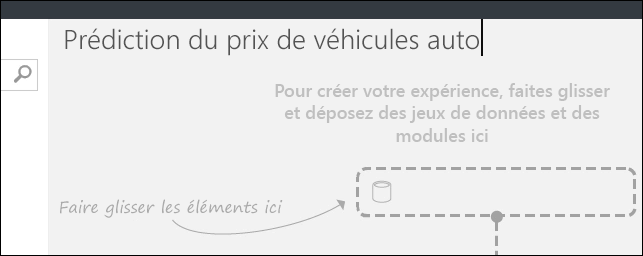 Prédiction du prix de véhicules auto
Pour créer votre expérience, faites glisser
et déposez des jeux de données et des
modules ici
Faire glisser les éléments ici